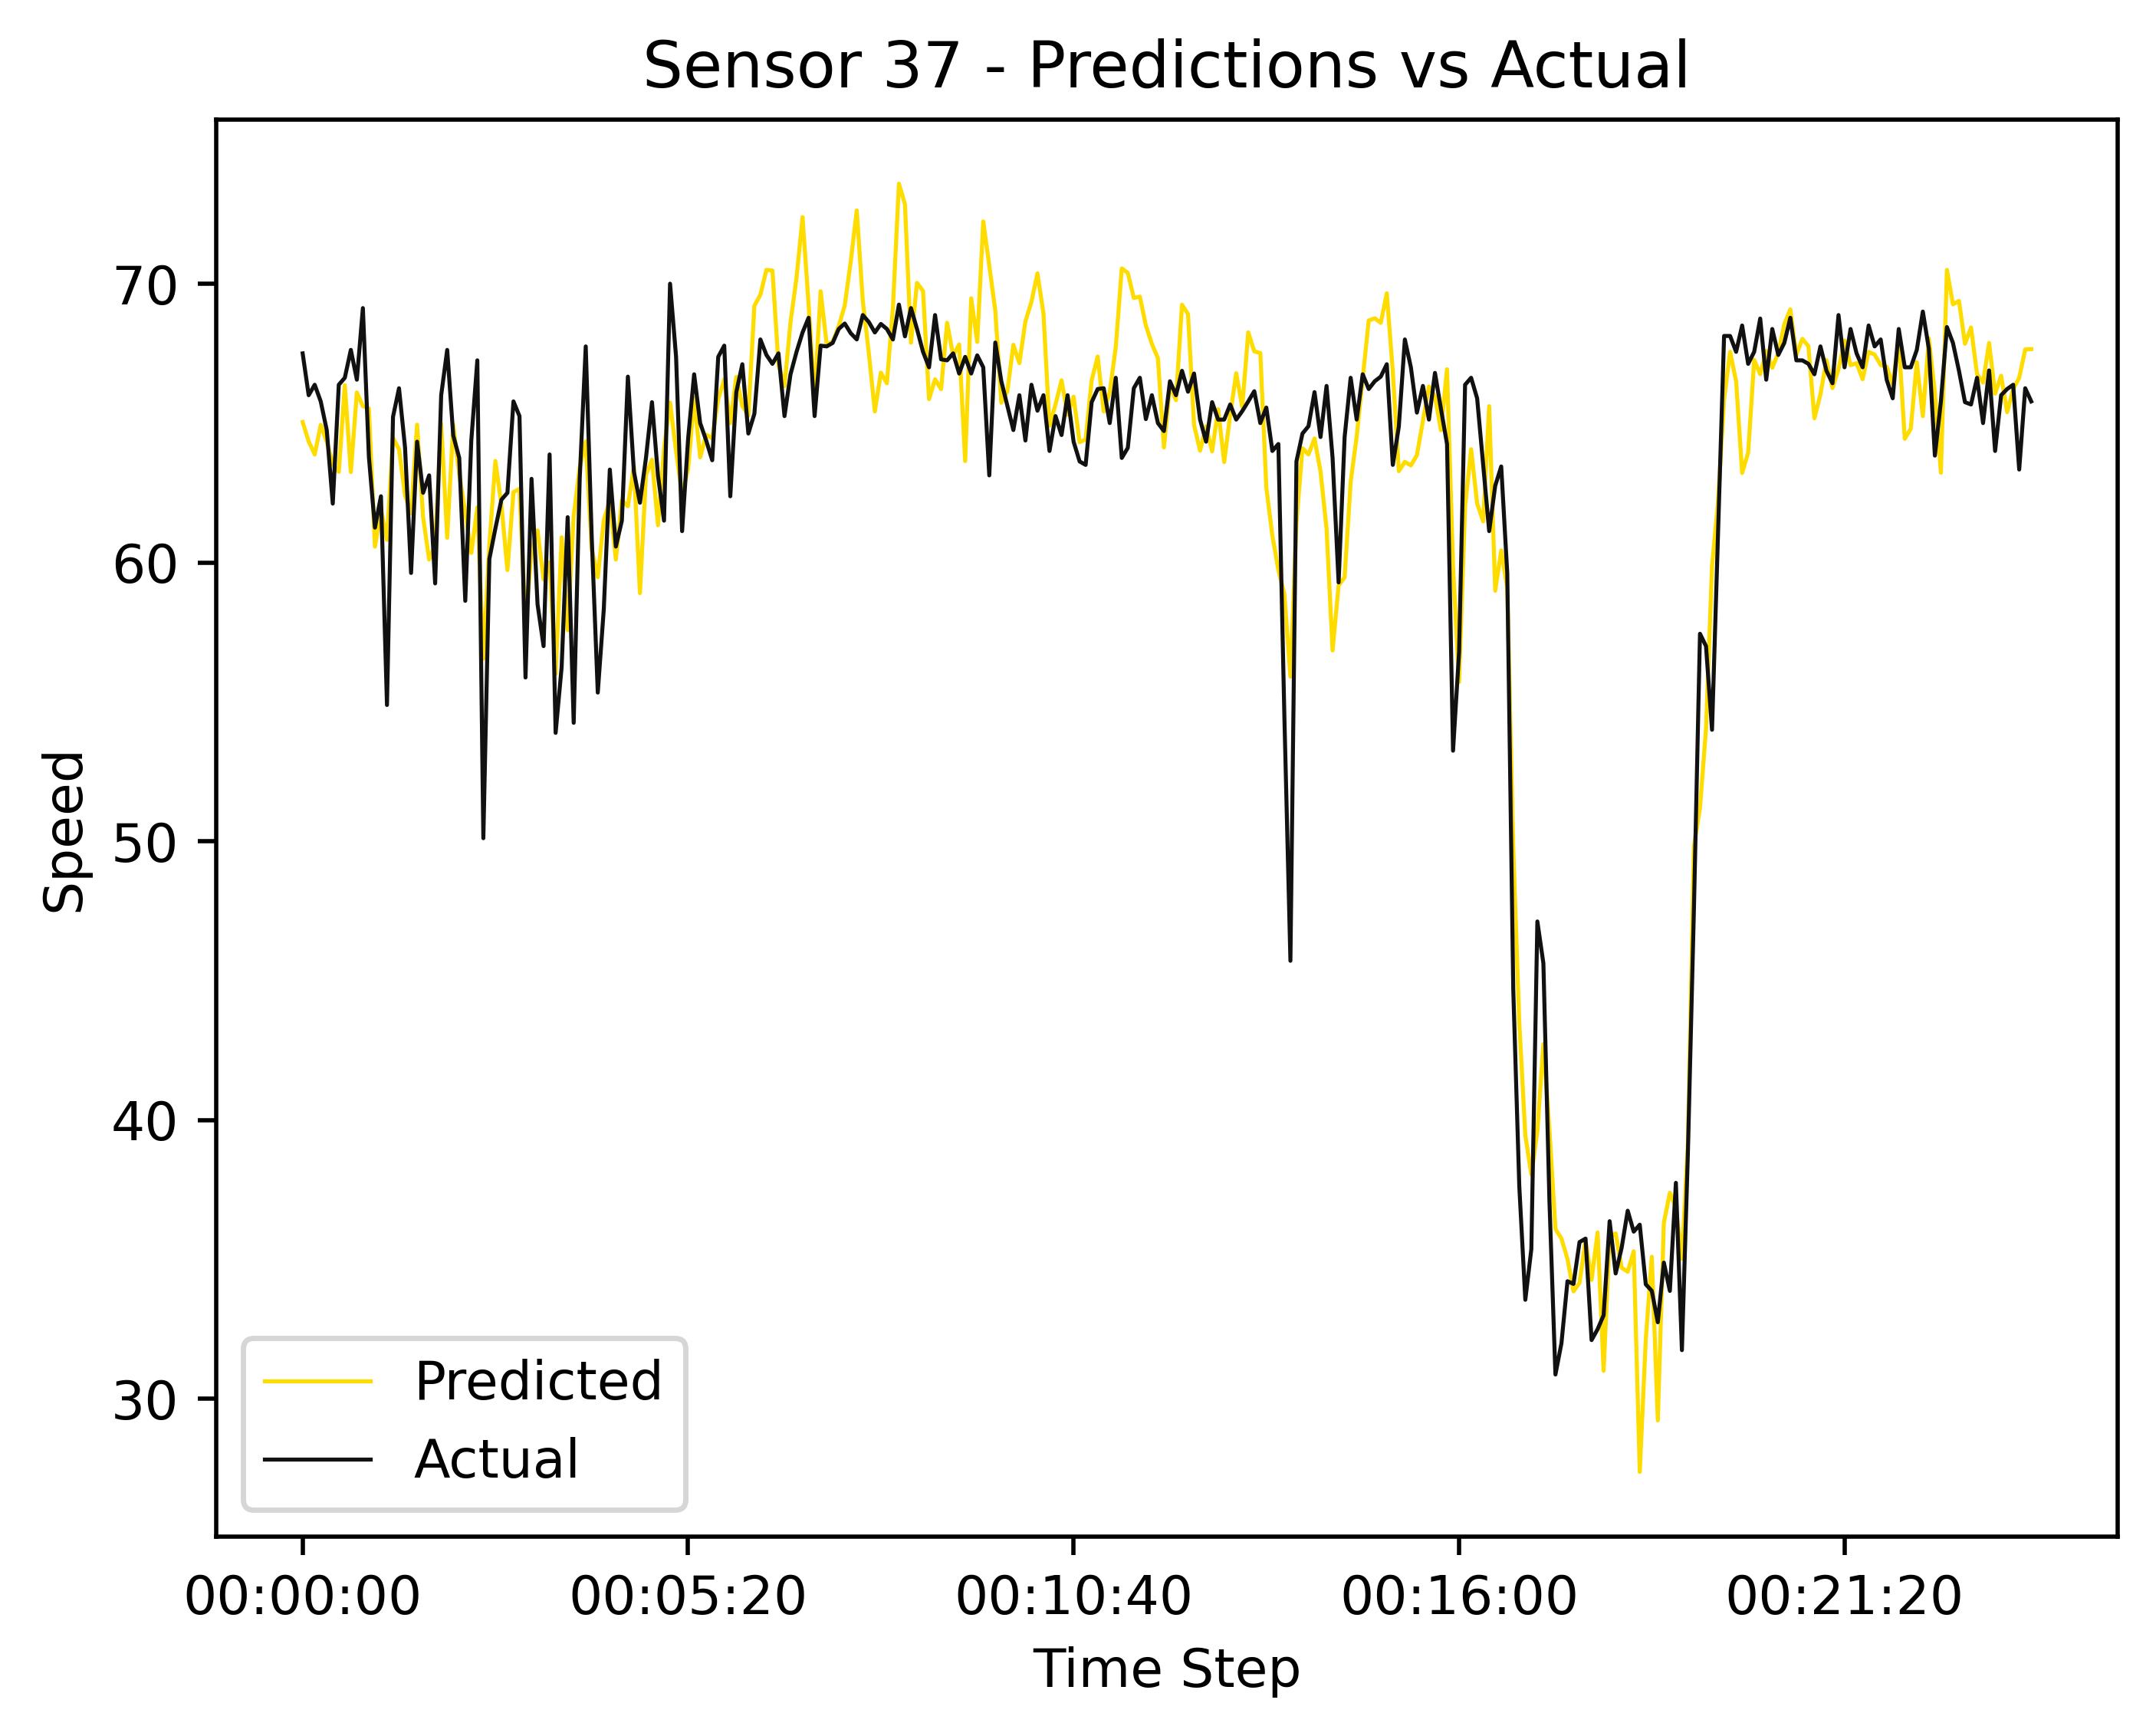 Sensor 37 - Predictions vs Actual
70
60
50
40
30
Speed
Predicted
Actual
00:00:00 00:05:20 00:10:40 00:16:00 00:21:20
Time Step